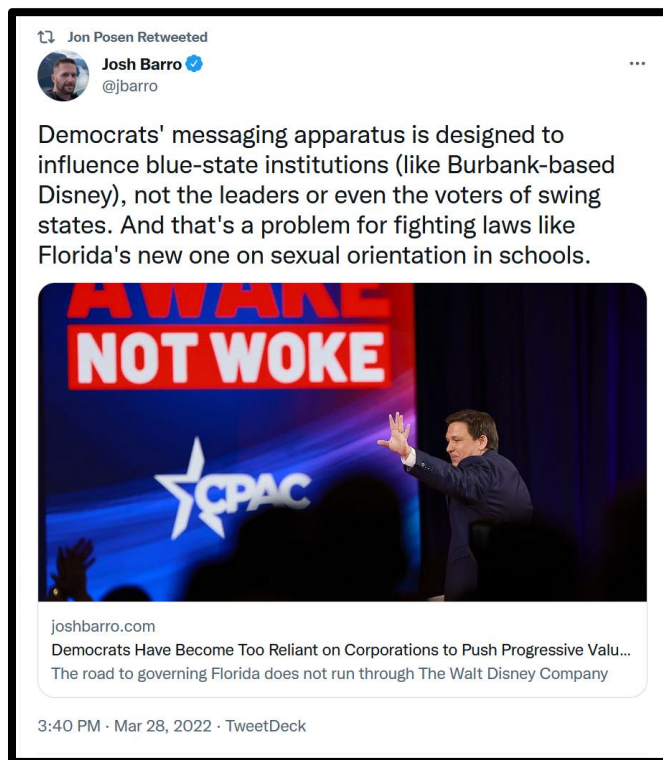 Jon Posen Retweeted
Josh Barro
@jbarro
Democrats' messaging apparatus is designed to
influence blue-state institutions (like Burbank-based
Disney), not the leaders or even the voters of swing
states. And that's a problem for fighting laws like
Florida's new one on sexual orientation in schools.
AWAKE
NOT WOKE
CPAC
joshbarro.com
Democrats Have Become Too Reliant on Corporations to Push Progressive Valu...
The road to governing Florida does not run through The Walt Disney Company
3:40 PM · Mar 28, 2022 · TweetDeck